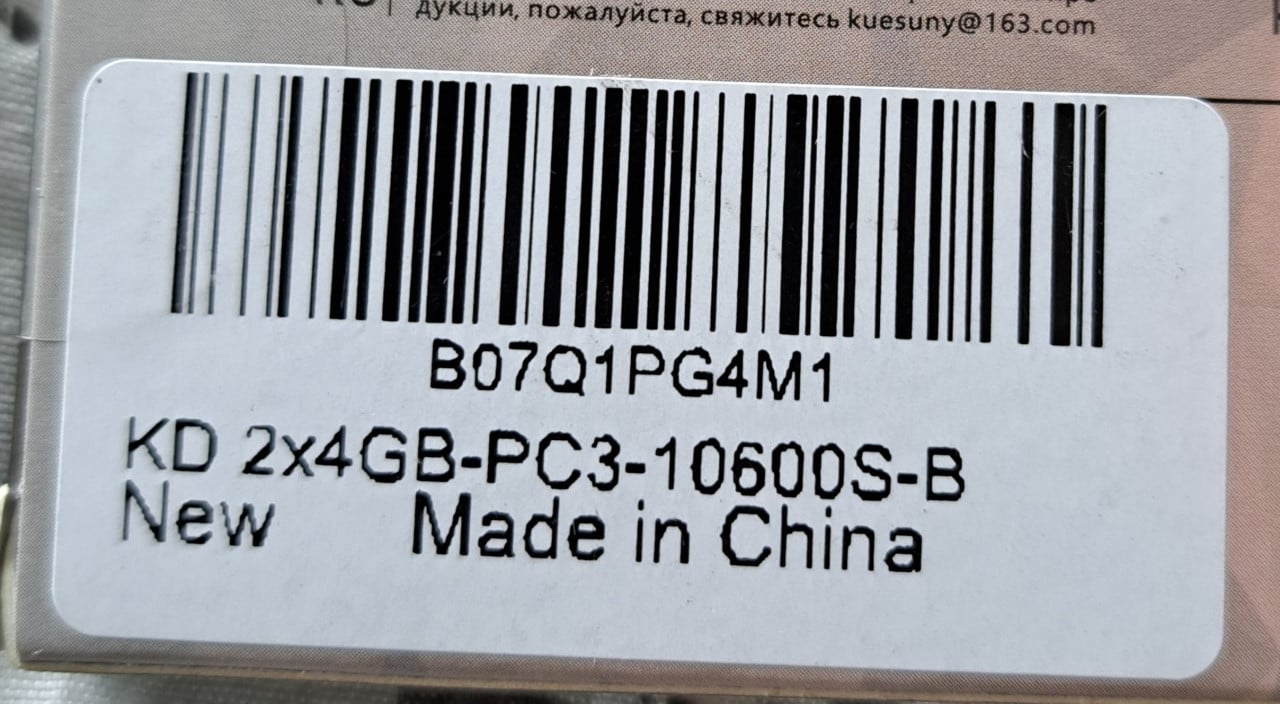 дукции, пожалуйста, свяжитесь kuesuny@163.com
B07Q1PG4M1
KD 2x4GB-PC3-10600S-B
New Made in China